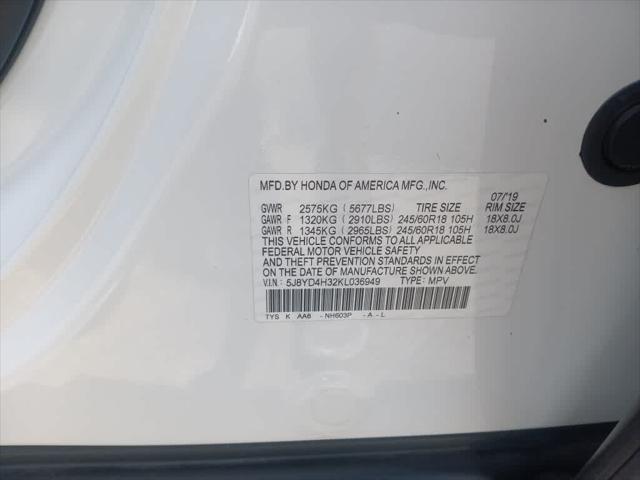 MFD.BY HONDA OF AMERICA MFG.,INC. 07/19
GVWR 2575KG (5677LBS) TIRE SIZE RIM SIZE
GAWR F 1320KG (2910LBS) 245/60R18 105H 18X8.0J
GAWR R 1345KG (2965LBS) 245/60R18 105H 18X8.0J
THIS VEHICLE CONFORMS TO ALL APPLICABLE
FEDERAL MOTOR VEHICLE SAFETY
AND THEFT PREVENTION STANDARDS IN EFFECT
ON THE DATE OF MANUFACTURE SHOWN ABOVE.
V.I.N: 5J8YD4H32KL036949 TYPE: MPV
TYS K AA6 -NH603P -A-L